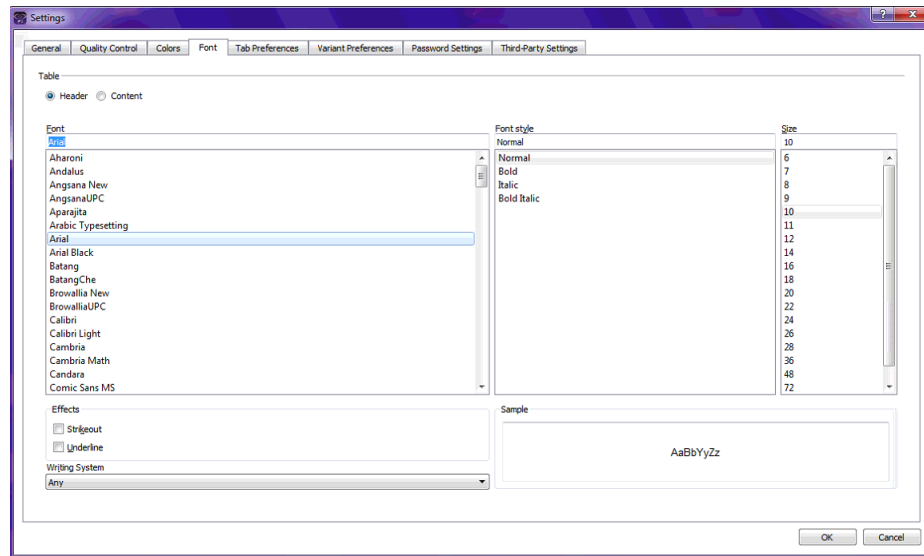 Settings
General Quality Control Colors Font Tab Preferences Variant Preferences Password Settings Third-Party Settings
Table
Header Content
Font Font style Size
Arial Normal 10
Aharoni Normal 6
Andalus Bold 7
Angsana New Italic 8
AngsanaUPC Bold Italic 9
Aparajita 10
Arabic Typesetting 11
Arial 12
Arial Black 14
Batang 16
BatangChe 18
Browallia New 20
BrowalliaUPC 22
Calibri 24
Calibri Light 26
Cambria 28
Cambria Math 36
Candara 48
Comic Sans MS 72
Effects Sample
Strikeout
Underline AaBbYyZz
Writing System
Any
OK Cancel